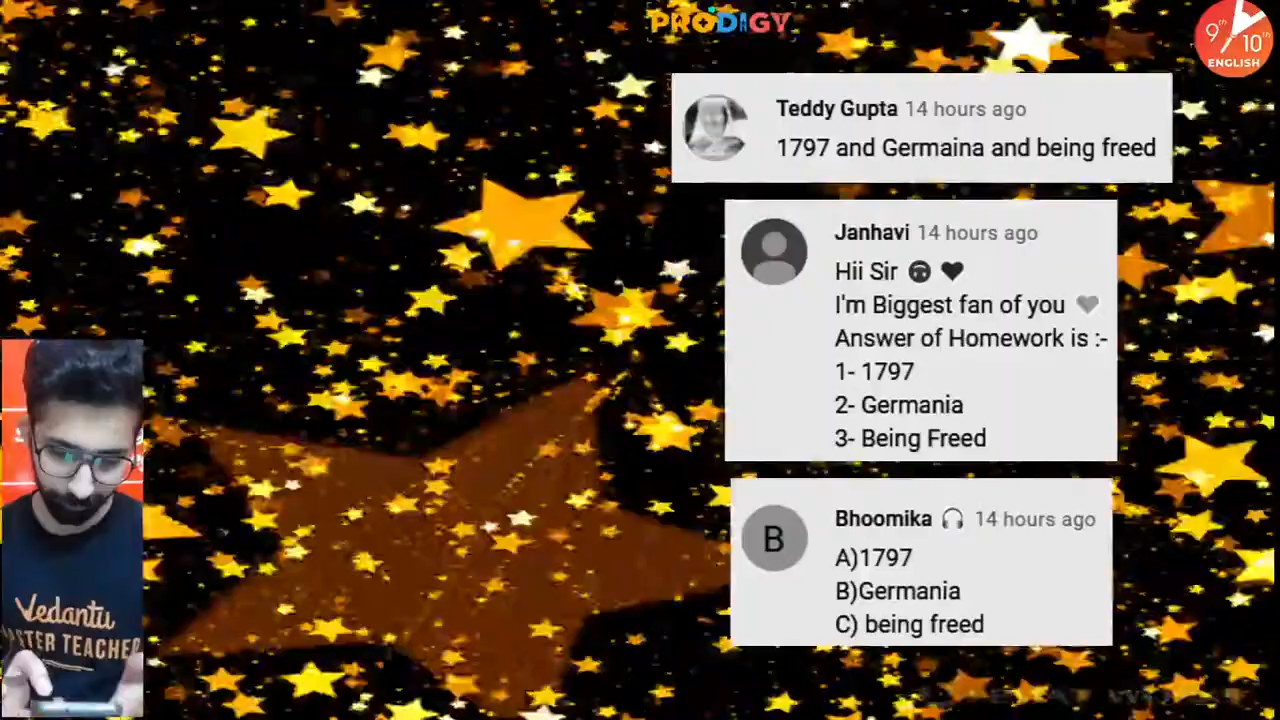 PRODIGY
9th 10th
ENGLISH
Teddy Gupta 14 hours ago
1797 and Germaina and being freed
Janhavi 14 hours ago
Hii Sir 🙃 🖤
I'm Biggest fan of you 🤍
Answer of Homework is :-
1- 1797
2- Germania
3- Being Freed
B
Bhoomika 🎧 14 hours ago
A)1797
B)Germania
C) being freed
Vedantu
TEACHER